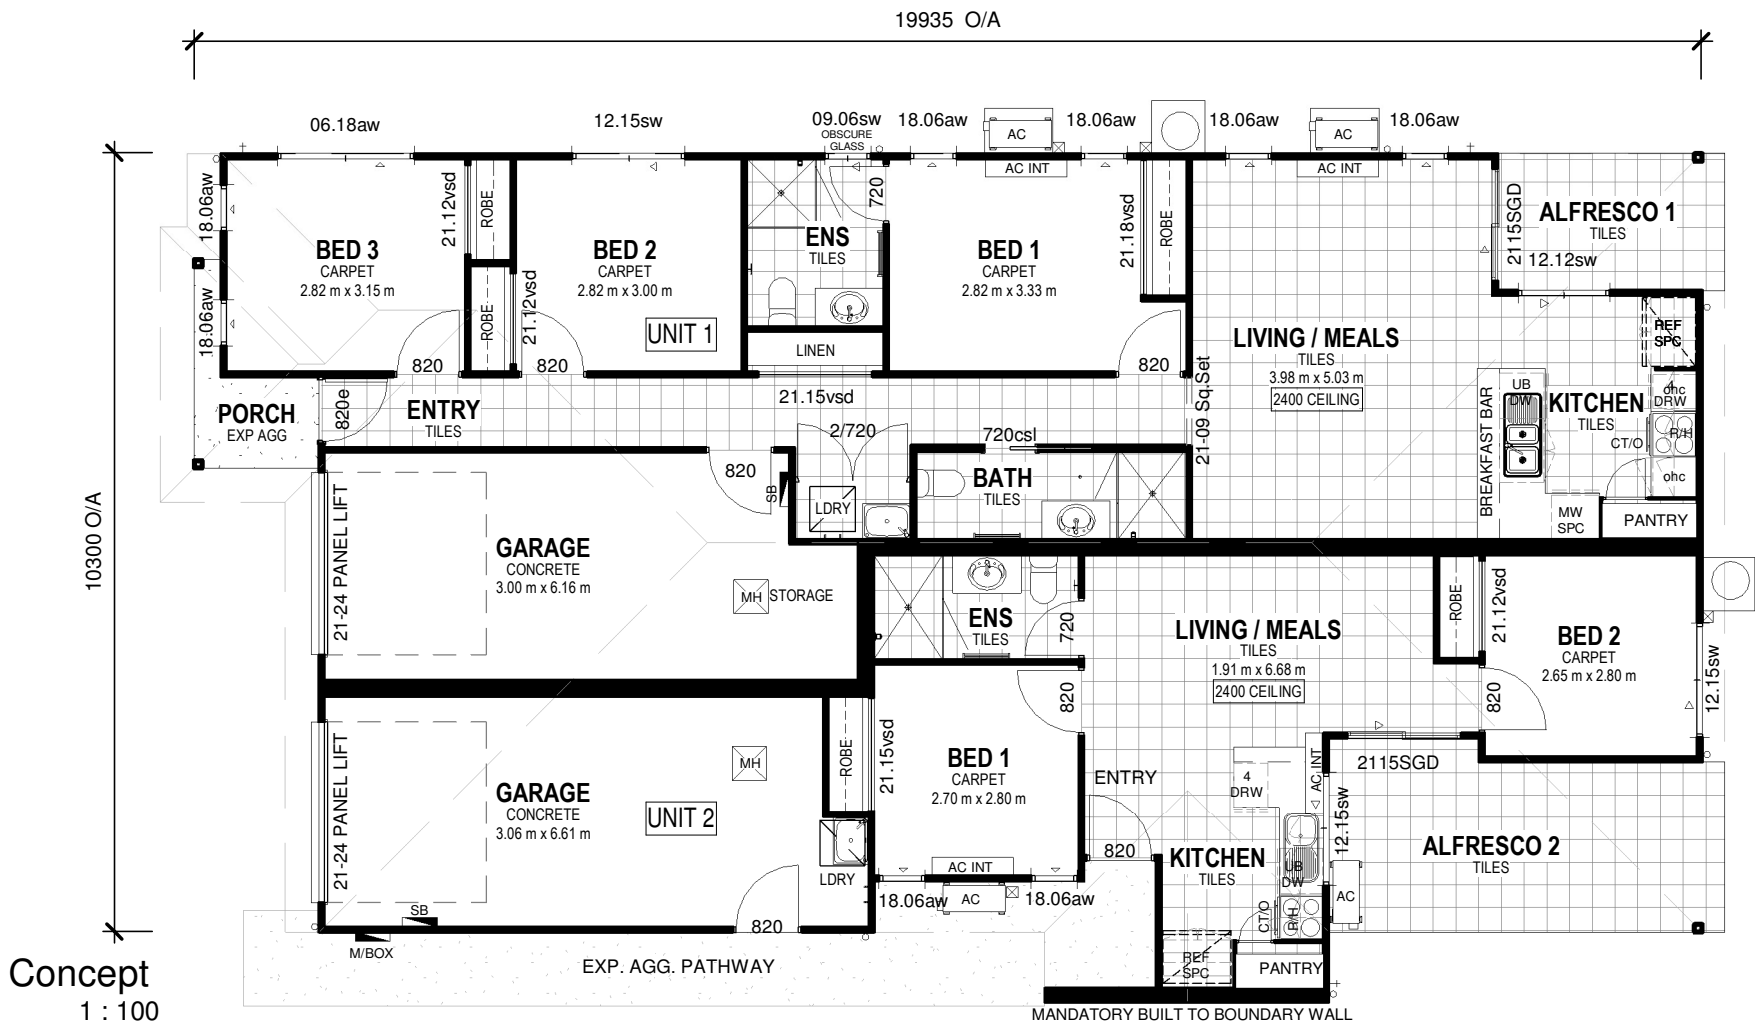 19935 O/A
10300 O/A
06.18aw
12.15sw
09.06sw
OBSCURE
GLASS
18.06aw
AC
18.06aw
18.06aw
AC
18.06aw
AC INT
AC INT
18.06aw
18.06aw
BED 3
CARPET
2.82 m x 3.15 m
21.12vsd
ROBE
ROBE
21.12vsd
BED 2
CARPET
2.82 m x 3.00 m
UNIT 1
ENS
TILES
720
LINEN
BED 1
CARPET
2.82 m x 3.33 m
21.18vsd
ROBE
LIVING / MEALS
TILES
3.98 m x 5.03 m
2400 CEILING
2115SGD
ALFRESCO 1
TILES
12.12sw
REF
SPC
UB
DW
KITCHEN
TILES
4
DRW
ohc
CT/O
R/H
ohc
BREAKFAST BAR
MW
SPC
PANTRY
820
820
820
21-09 Sq.Set
PORCH
EXP AGG
820e
ENTRY
TILES
21.15vsd
2/720
720csl
820
SB
LDRY
BATH
TILES
21-24 PANEL LIFT
GARAGE
CONCRETE
3.00 m x 6.16 m
MH
STORAGE
ENS
TILES
720
LIVING / MEALS
TILES
1.91 m x 6.68 m
2400 CEILING
ROBE
21.12vsd
BED 2
CARPET
2.65 m x 2.80 m
12.15sw
820
820
21-24 PANEL LIFT
GARAGE
CONCRETE
3.06 m x 6.61 m
MH
UNIT 2
ROBE
21.15vsd
BED 1
CARPET
2.70 m x 2.80 m
ENTRY
4
DRW
AC INT
2115SGD
12.15sw
ALFRESCO 2
TILES
LDRY
AC INT
820
KITCHEN
TILES
UB
DW
AC
18.06aw
AC
18.06aw
CT/O
R/H
SB
M/BOX
820
REF
SPC
PANTRY
EXP. AGG. PATHWAY
MANDATORY BUILT TO BOUNDARY WALL
Concept
1 : 100